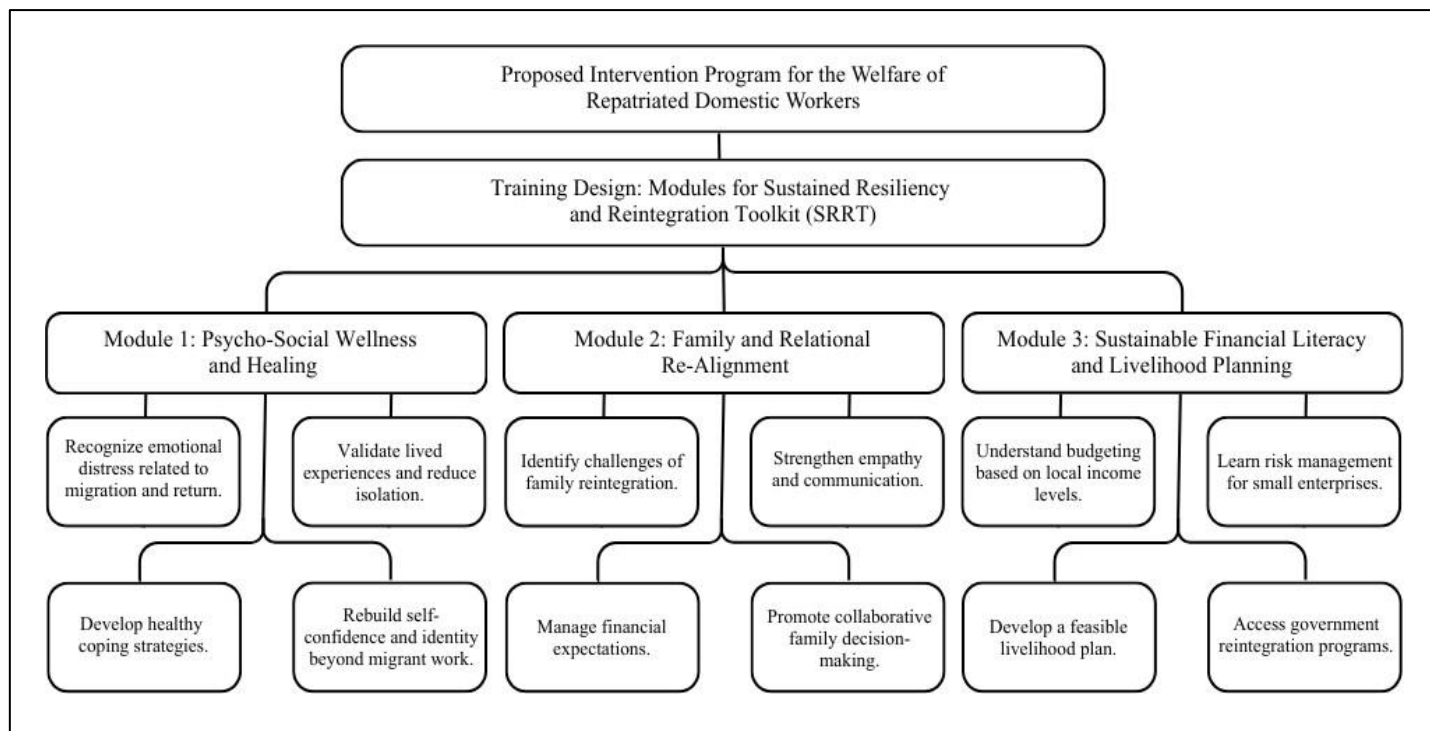 Proposed Intervention Program for the Welfare of
Repatriated Domestic Workers
Training Design: Modules for Sustained Resiliency
and Reintegration Toolkit (SRRT)
Module 1: Psycho-Social Wellness
and Healing
Module 2: Family and Relational
Re-Alignment
Module 3: Sustainable Financial Literacy
and Livelihood Planning
Recognize emotional
distress related to
migration and return.
Validate lived
experiences and reduce
isolation.
Identify challenges of
family reintegration.
Strengthen empathy
and communication.
Understand budgeting
based on local income
levels.
Learn risk management
for small enterprises.
Develop healthy
coping strategies.
Rebuild self-
confidence and identity
beyond migrant work.
Manage financial
expectations.
Promote collaborative
family decision-
making.
Develop a feasible
livelihood plan.
Access government
reintegration programs.